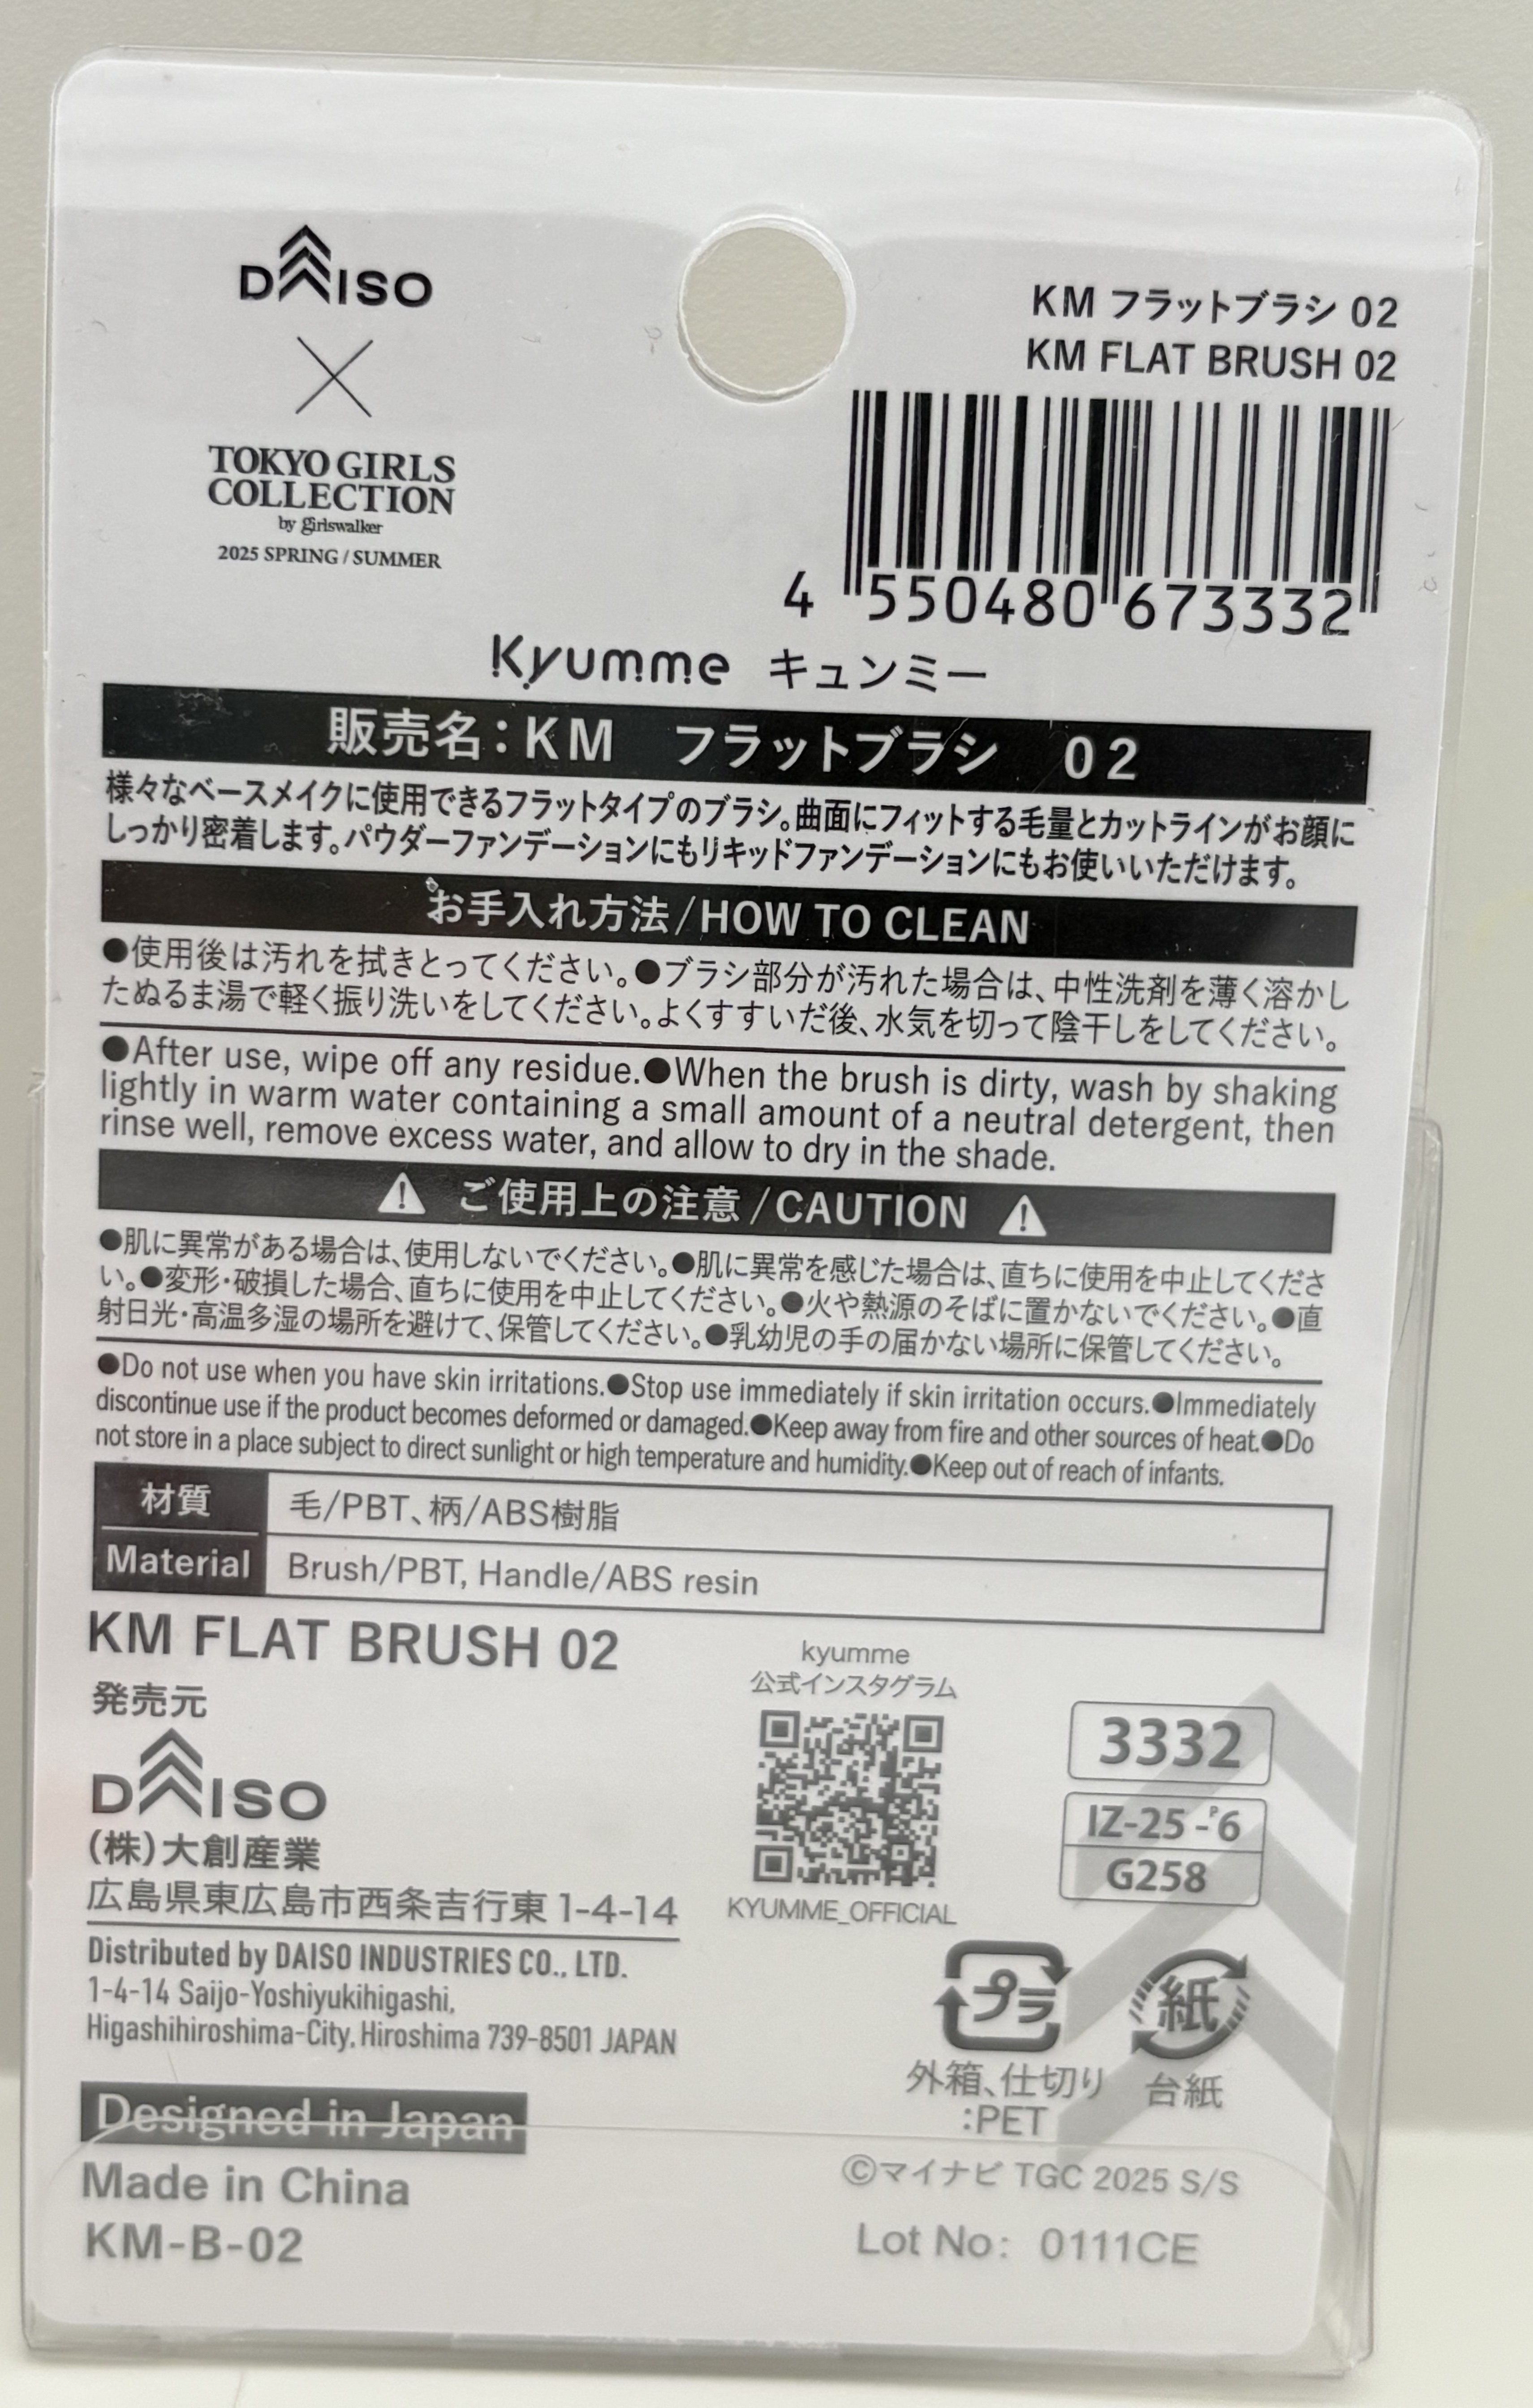 DAISO
×
TOKYO GIRLS
COLLECTION
by girlswalker
2025 SPRING / SUMMER
KM フラットブラシ 02
KM FLAT BRUSH 02
4 550480 673332
Kyumme キュンミー
販売名：KM　フラットブラシ　02
様々なベースメイクに使用できるフラットタイプのブラシ。曲面にフィットする毛量とカットラインがお顔に
しっかり密着します。パウダーファンデーションにもリキッドファンデーションにもお使いいただけます。
お手入れ方法/HOW TO CLEAN
●使用後は汚れを拭きとってください。●ブラシ部分が汚れた場合は、中性洗剤を薄く溶かし
たぬるま湯で軽く振り洗いをしてください。よくすすいだ後、水気を切って陰干しをしてください。
●After use, wipe off any residue.●When the brush is dirty, wash by shaking
lightly in warm water containing a small amount of a neutral detergent, then
rinse well, remove excess water, and allow to dry in the shade.
⚠ ご使用上の注意/CAUTION ⚠
●肌に異常がある場合は、使用しないでください。●肌に異常を感じた場合は、直ちに使用を中止してくださ
い。●変形・破損した場合、直ちに使用を中止してください。●火や熱源のそばに置かないでください。●直
射日光・高温多湿の場所を避けて、保管してください。●乳幼児の手の届かない場所に保管してください。
●Do not use when you have skin irritations.●Stop use immediately if skin irritation occurs.●Immediately
discontinue use if the product becomes deformed or damaged.●Keep away from fire and other sources of heat.●Do
not store in a place subject to direct sunlight or high temperature and humidity.●Keep out of reach of infants.
材質 毛/PBT、柄/ABS樹脂
Material Brush/PBT, Handle/ABS resin
KM FLAT BRUSH 02
発売元
DAISO
(株)大創産業
広島県東広島市西条吉行東1-4-14
Distributed by DAISO INDUSTRIES CO., LTD.
1-4-14 Saijo-Yoshiyukihigashi,
Higashihiroshima-City, Hiroshima 739-8501 JAPAN
Designed in Japan
Made in China
KM-B-02
kyumme
公式インスタグラム
KYUMME_OFFICIAL
3332
IZ-25-P6
G258
プラ
外箱、仕切り
:PET
紙
台紙
©マイナビ TGC 2025 S/S
Lot No: 0111CE